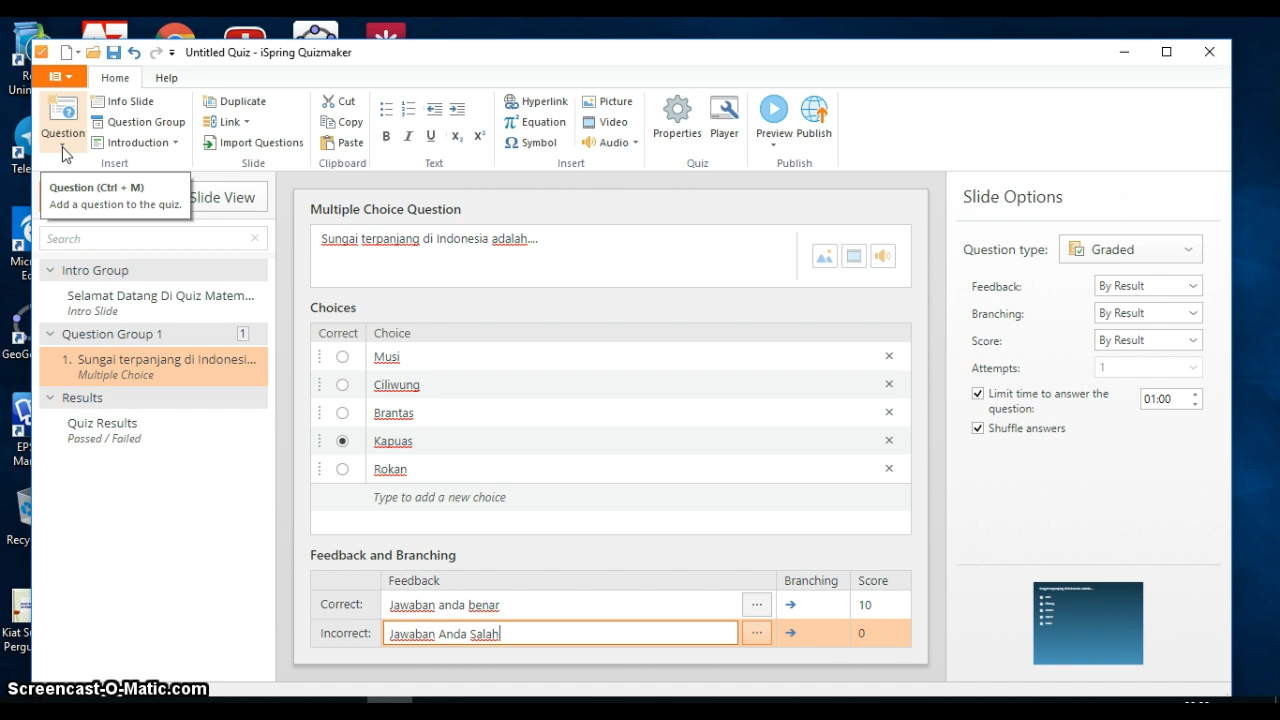 Untitled Quiz - iSpring Quizmaker
Home Help
Info Slide
Question Group
Introduction
Question
Insert
Duplicate
Link
Import Questions
Slide
Cut
Copy
Paste
Clipboard
B I U X₂ X²
Text
Hyperlink
Equation
Symbol
Picture
Video
Audio
Insert
Properties Player
Quiz
Preview Publish
Publish
Question (Ctrl + M)
Add a question to the quiz.
Slide View
Search
Intro Group
Selamat Datang Di Quiz Matem...
Intro Slide
Question Group 1 1
1. Sungai terpanjang di Indonesi...
Multiple Choice
Results
Quiz Results
Passed / Failed
Multiple Choice Question
Sungai terpanjang di Indonesia adalah....
Choices
Correct Choice
Musi
Ciliwung
Brantas
Kapuas
Rokan
Type to add a new choice
Feedback and Branching
Feedback Branching Score
Correct: Jawaban anda benar ... 10
Incorrect: Jawaban Anda Salah ... 0
Slide Options
Question type: Graded
Feedback: By Result
Branching: By Result
Score: By Result
Attempts: 1
Limit time to answer the
question: 01:00
Shuffle answers
Screencast-O-Matic.com